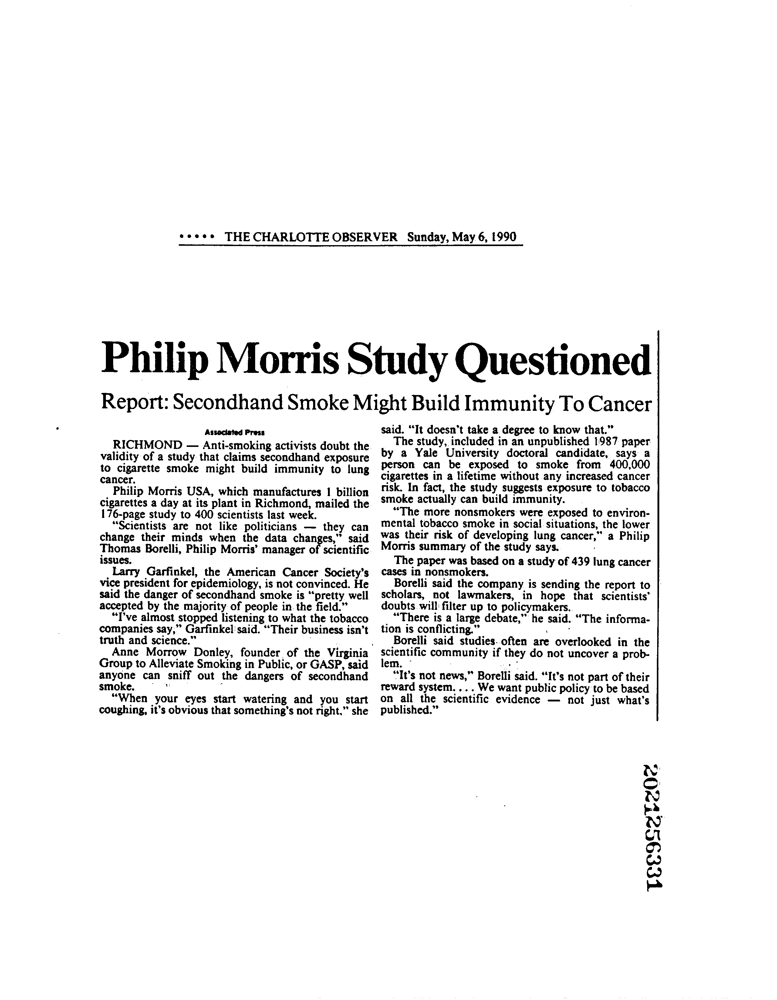 ••••• THE CHARLOTTE OBSERVER Sunday, May 6, 1990
Philip Morris Study Questioned
Report: Secondhand Smoke Might Build Immunity To Cancer
Associated Press
RICHMOND — Anti-smoking activists doubt the
validity of a study that claims secondhand exposure
to cigarette smoke might build immunity to lung
cancer.
Philip Morris USA, which manufactures 1 billion
cigarettes a day at its plant in Richmond, mailed the
176-page study to 400 scientists last week.
"Scientists are not like politicians — they can
change their minds when the data changes," said
Thomas Borelli, Philip Morris' manager of scientific
issues.
Larry Garfinkel, the American Cancer Society's
vice president for epidemiology, is not convinced. He
said the danger of secondhand smoke is "pretty well
accepted by the majority of people in the field."
"I've almost stopped listening to what the tobacco
companies say," Garfinkel said. "Their business isn't
truth and science."
Anne Morrow Donley, founder of the Virginia
Group to Alleviate Smoking in Public, or GASP, said
anyone can sniff out the dangers of secondhand
smoke.
"When your eyes start watering and you start
coughing, it's obvious that something's not right," she
said. "It doesn't take a degree to know that."
The study, included in an unpublished 1987 paper
by a Yale University doctoral candidate, says a
person can be exposed to smoke from 400,000
cigarettes in a lifetime without any increased cancer
risk. In fact, the study suggests exposure to tobacco
smoke actually can build immunity.
"The more nonsmokers were exposed to environ-
mental tobacco smoke in social situations, the lower
was their risk of developing lung cancer," a Philip
Morris summary of the study says.
The paper was based on a study of 439 lung cancer
cases in nonsmokers.
Borelli said the company is sending the report to
scholars, not lawmakers, in hope that scientists'
doubts will filter up to policymakers.
"There is a large debate," he said. "The informa-
tion is conflicting."
Borelli said studies often are overlooked in the
scientific community if they do not uncover a prob-
lem.
"It's not news," Borelli said. "It's not part of their
reward system. . . . We want public policy to be based
on all the scientific evidence — not just what's
published."
2021256331